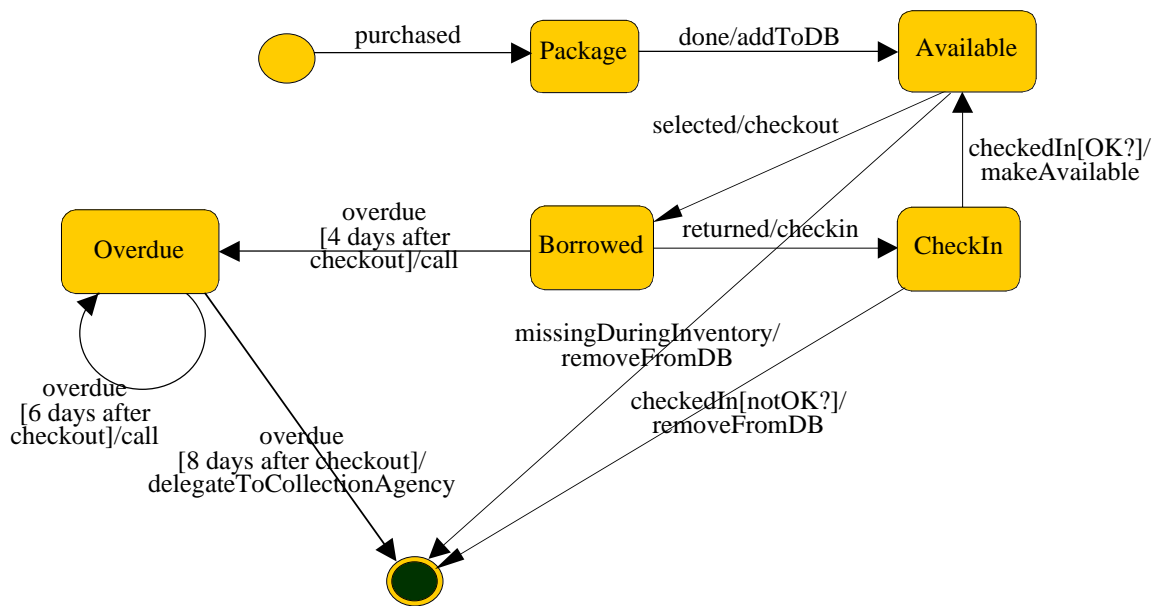 purchased
Package
done/addToDB
Available
selected/checkout
checkedIn[OK?]/
makeAvailable
overdue
[4 days after
checkout]/call
Overdue
Borrowed
returned/checkin
CheckIn
missingDuringInventory/
removeFromDB
overdue
[6 days after
checkout]/call
checkedIn[notOK?]/
removeFromDB
overdue
[8 days after checkout]/
delegateToCollectionAgency